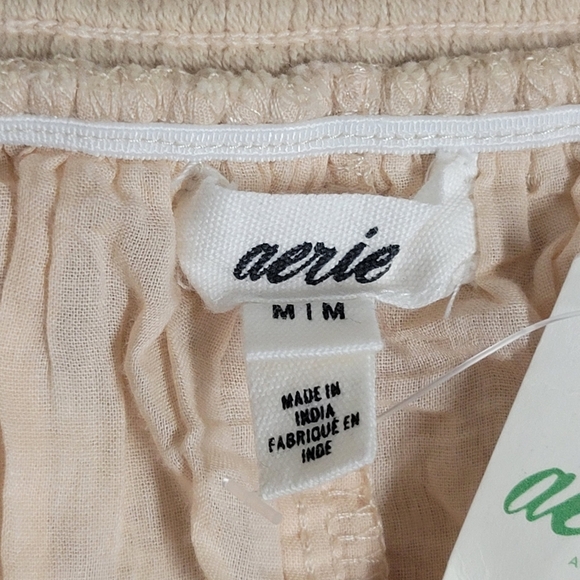 aerie
M | M
MADE IN
INDIA
FABRIQUÉ EN
INDE